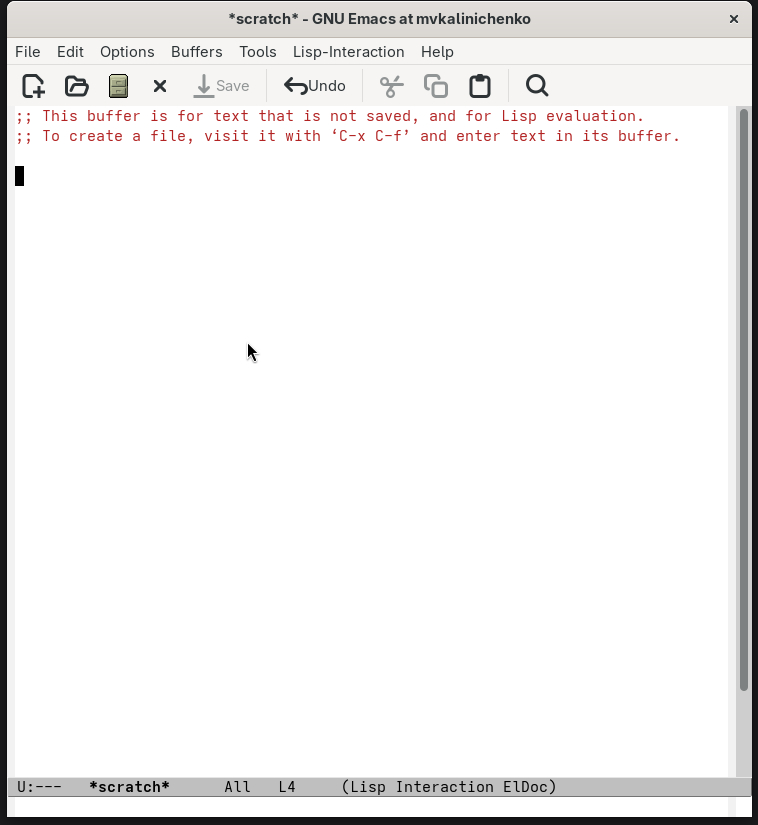 *scratch* - GNU Emacs at mvkalinichenko
File Edit Options Buffers Tools Lisp-Interaction Help
Save Undo
;; This buffer is for text that is not saved, and for Lisp evaluation.
;; To create a file, visit it with ‘C-x C-f’ and enter text in its buffer.
U:--- *scratch* All L4 (Lisp Interaction ElDoc)